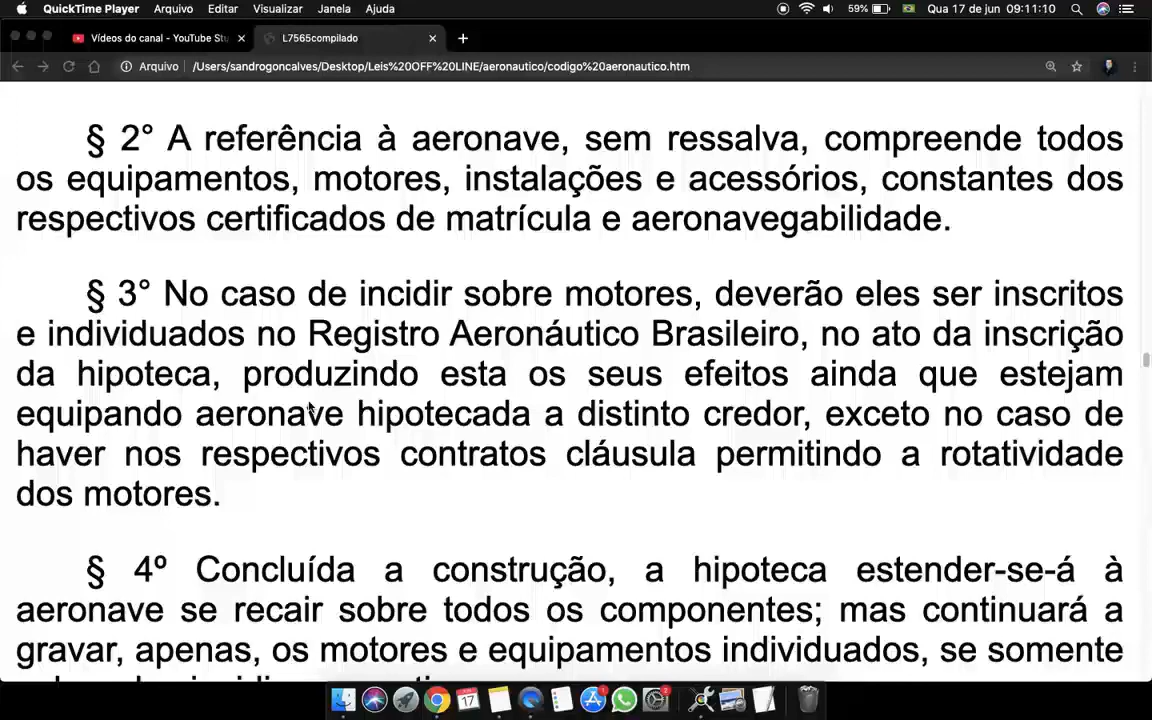 QuickTime Player Arquivo Editar Visualizar Janela Ajuda 59% Qua 17 de jun 09:11:10
Vídeos do canal - YouTube Stu L7565compilado
Arquivo /Users/sandrogoncalves/Desktop/Leis%20OFF%20LINE/aeronautico/codigo%20aeronautico.htm
§ 2° A referência à aeronave, sem ressalva, compreende todos
os equipamentos, motores, instalações e acessórios, constantes dos
respectivos certificados de matrícula e aeronavegabilidade.
§ 3° No caso de incidir sobre motores, deverão eles ser inscritos
e individuados no Registro Aeronáutico Brasileiro, no ato da inscrição
da hipoteca, produzindo esta os seus efeitos ainda que estejam
equipando aeronave hipotecada a distinto credor, exceto no caso de
haver nos respectivos contratos cláusula permitindo a rotatividade
dos motores.
§ 4º Concluída a construção, a hipoteca estender-se-á à
aeronave se recair sobre todos os componentes; mas continuará a
gravar, apenas, os motores e equipamentos individuados, se somente
17